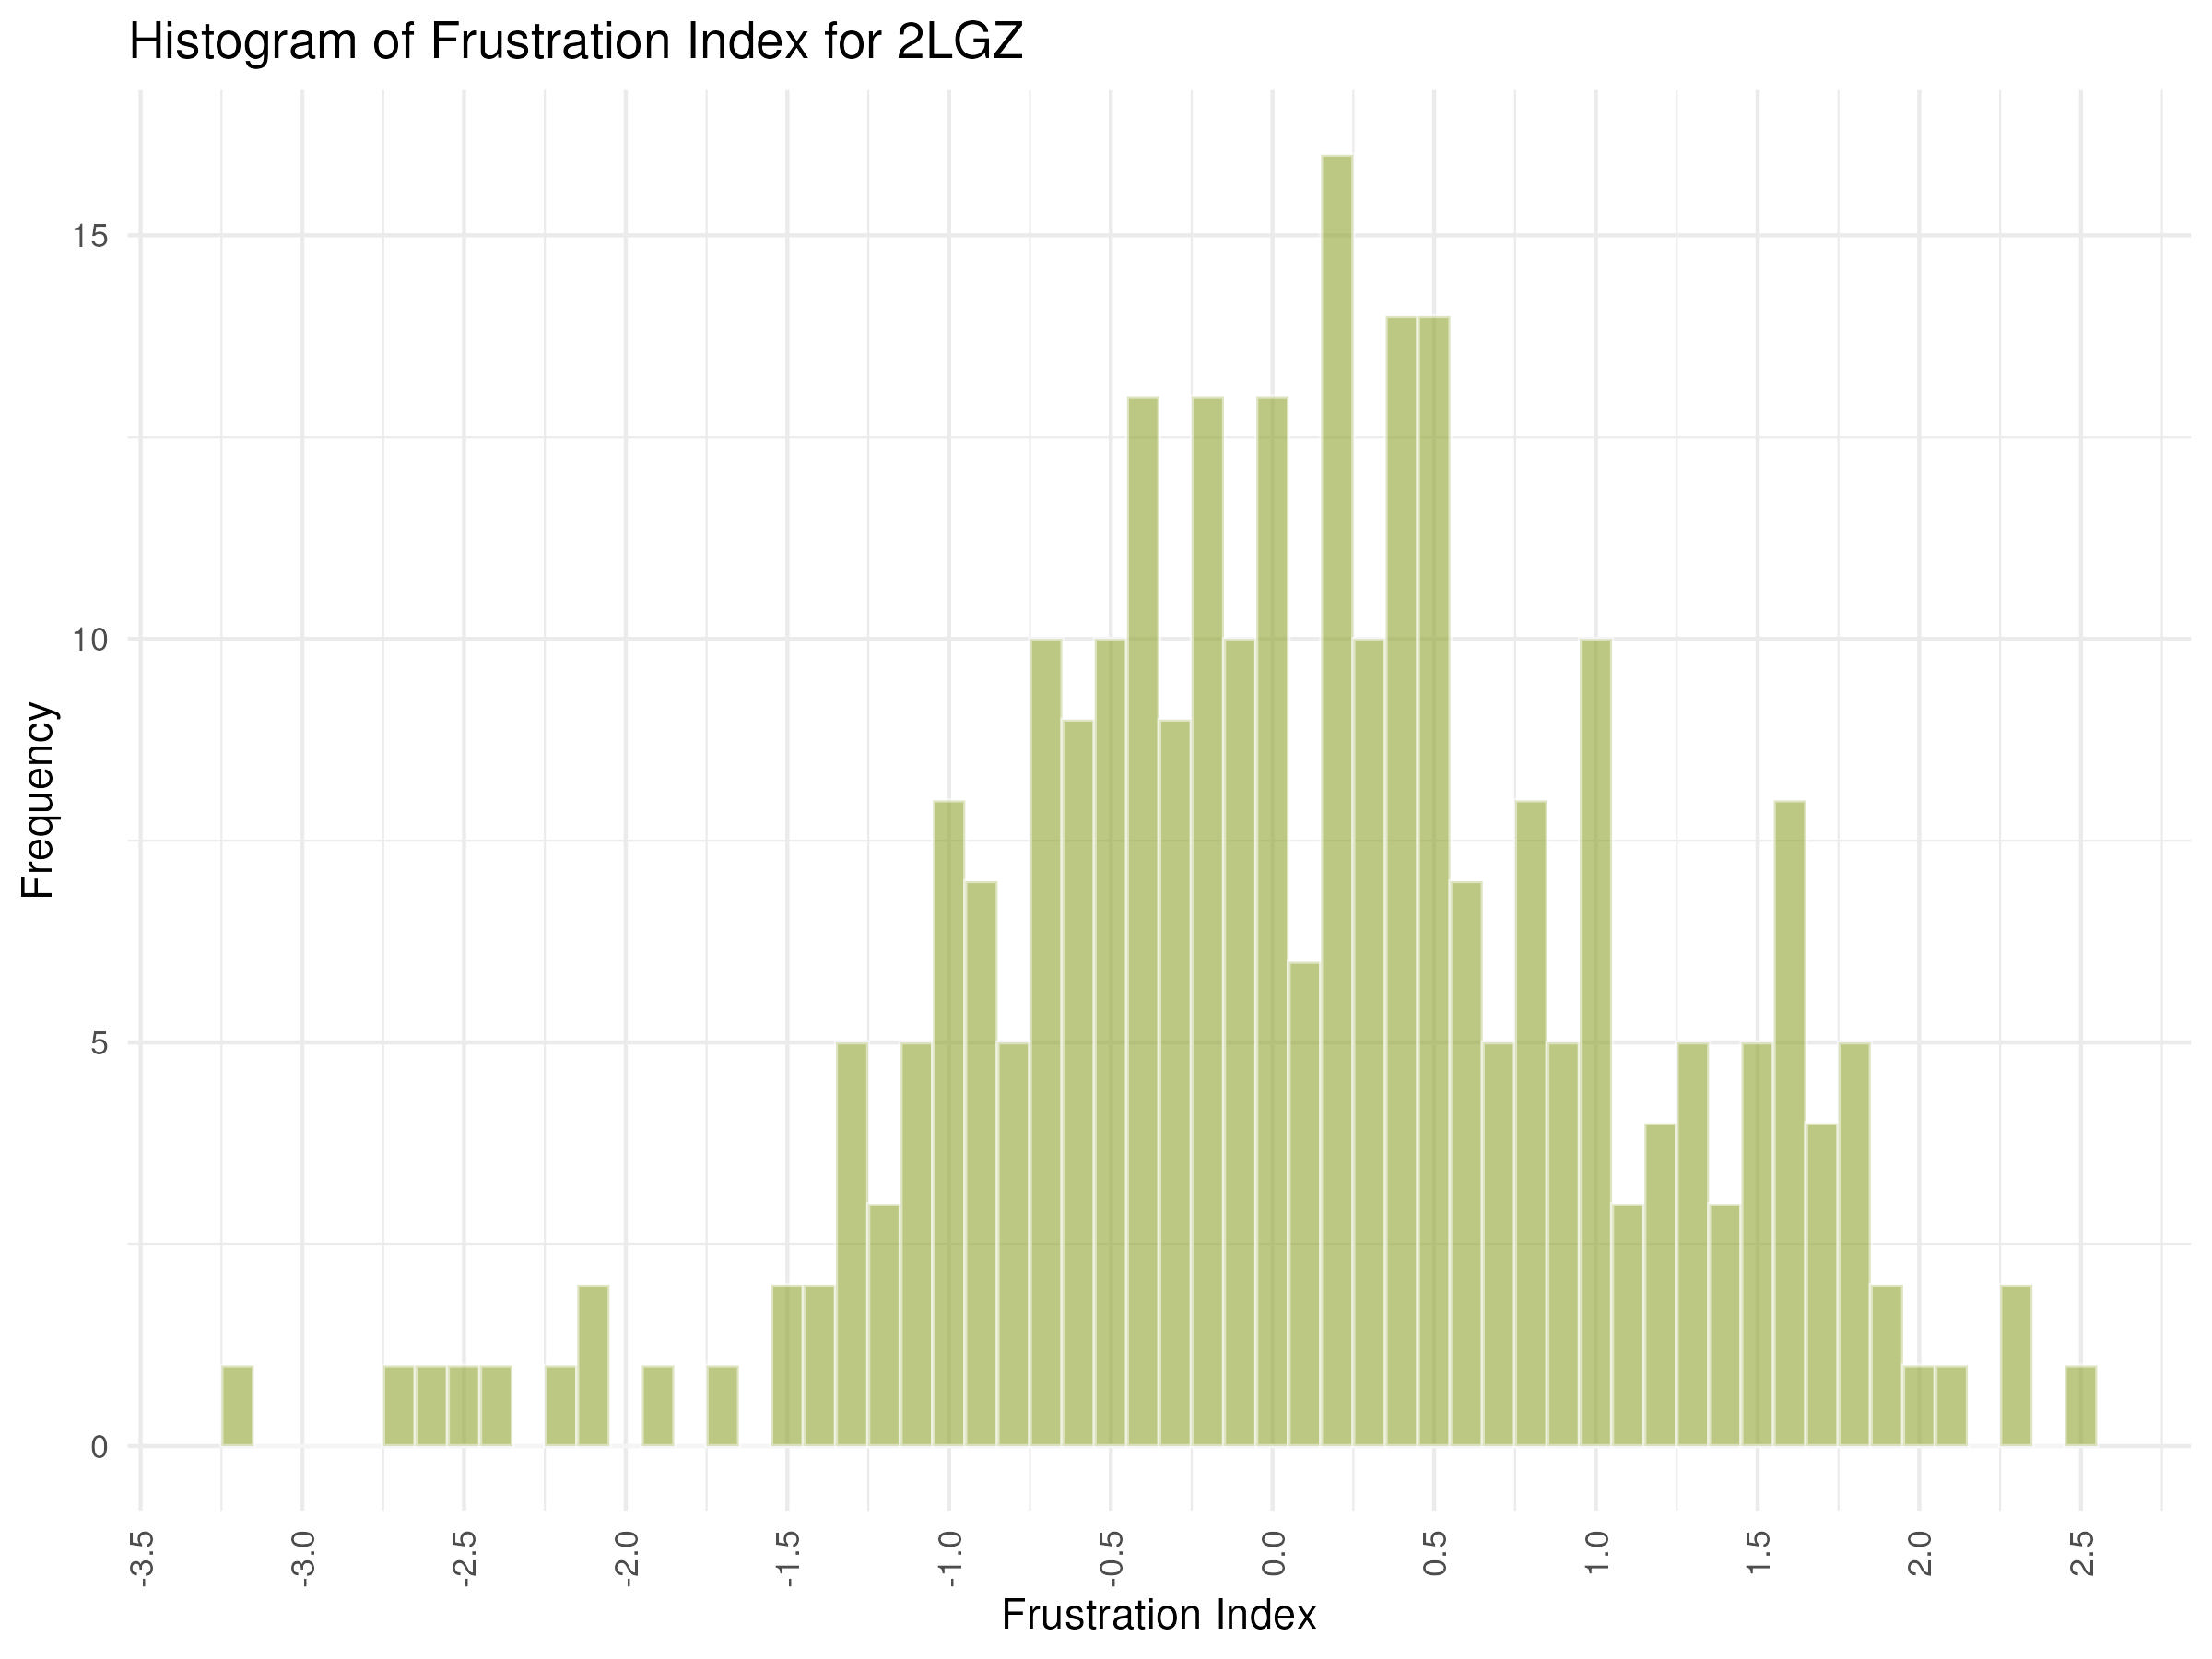 Histogram of Frustration Index for 2LGZ
15
10
5
0
Frequency
-3.5 -3.0 -2.5 -2.0 -1.5 -1.0 -0.5 0.0 0.5 1.0 1.5 2.0 2.5
Frustration Index